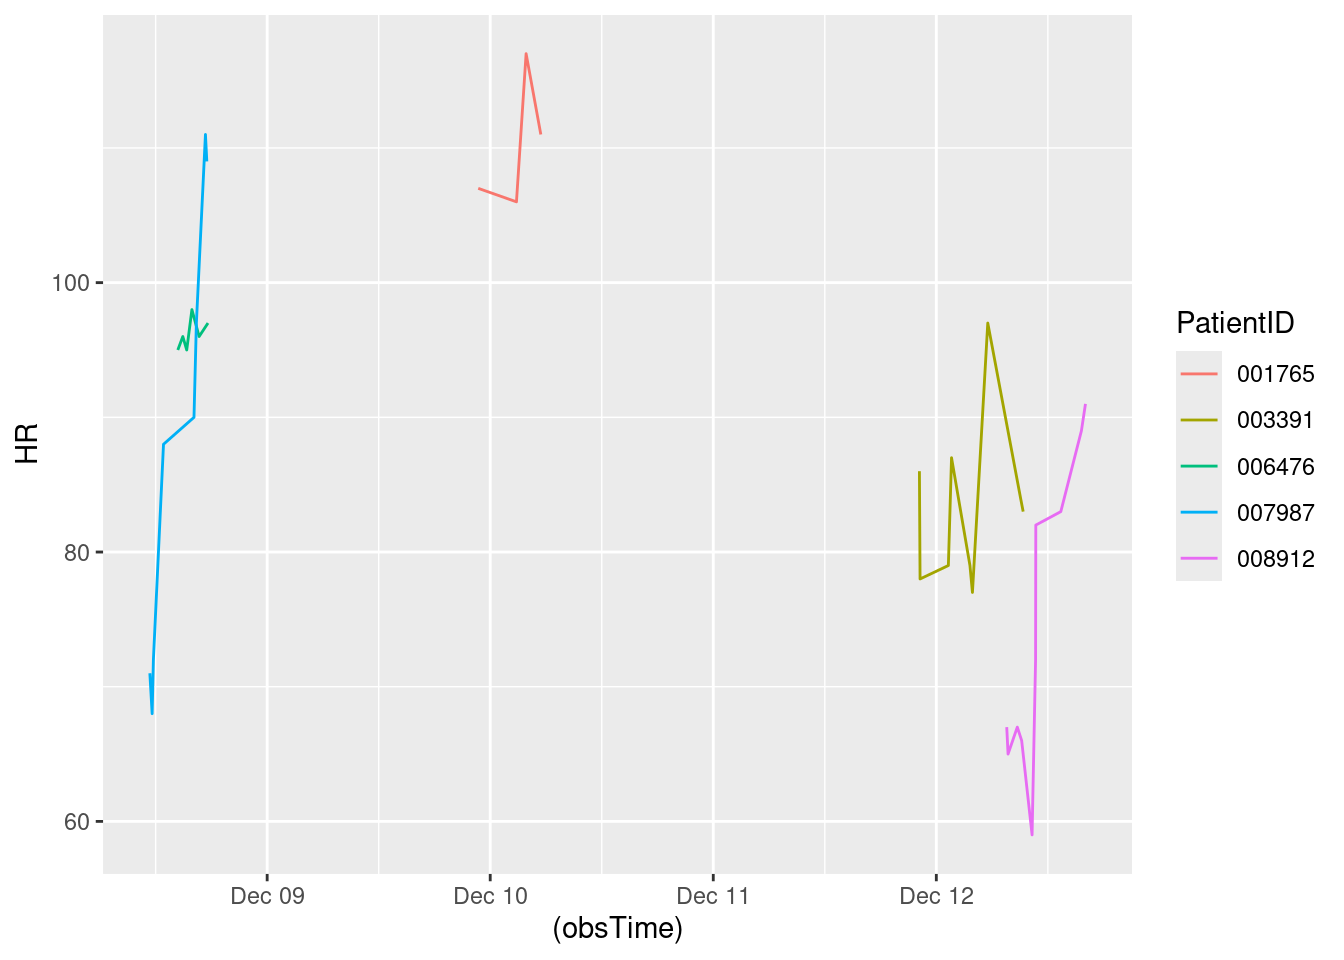 100
80
60
HR
Dec 09
Dec 10
Dec 11
Dec 12
(obsTime)
PatientID
001765
003391
006476
007987
008912